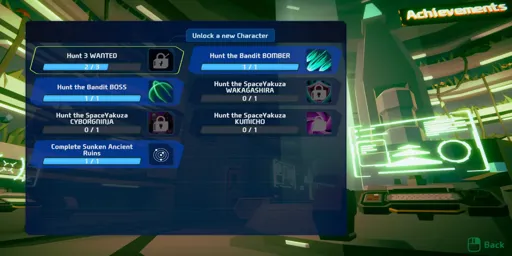 Achievements
Unlock a new Character
Hunt 3 WANTED
2 / 3
Hunt the Bandit BOMBER
1 / 1
Hunt the Bandit BOSS
1 / 1
Hunt the SpaceYakuza
WAKAGASHIRA
0 / 1
Hunt the SpaceYakuza
CYBORGNINJA
0 / 1
Hunt the SpaceYakuza
KUMICHO
0 / 1
Complete Sunken Ancient
Ruins
1 / 1
Back